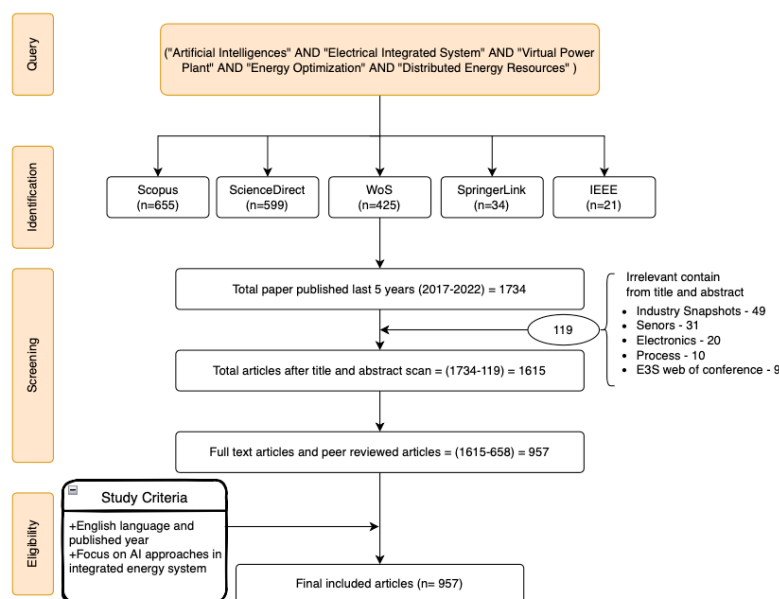 Query
("Artificial Intelligences" AND "Electrical Integrated System" AND "Virtual Power
Plant" AND "Energy Optimization" AND "Distributed Energy Resources" )
Identification
Scopus
(n=655)
ScienceDirect
(n=599)
WoS
(n=425)
SpringerLink
(n=34)
IEEE
(n=21)
Screening
Total paper published last 5 years (2017-2022) = 1734
119
Irrelevant contain
from title and abstract
• Industry Snapshots - 49
• Senors - 31
• Electronics - 20
• Process - 10
• E3S web of conference - 9
Total articles after title and abstract scan = (1734-119) = 1615
Full text articles and peer reviewed articles = (1615-658) = 957
Eligibility
Study Criteria
+English language and
published year
+Focus on AI approaches in
integrated energy system
Final included articles (n= 957)